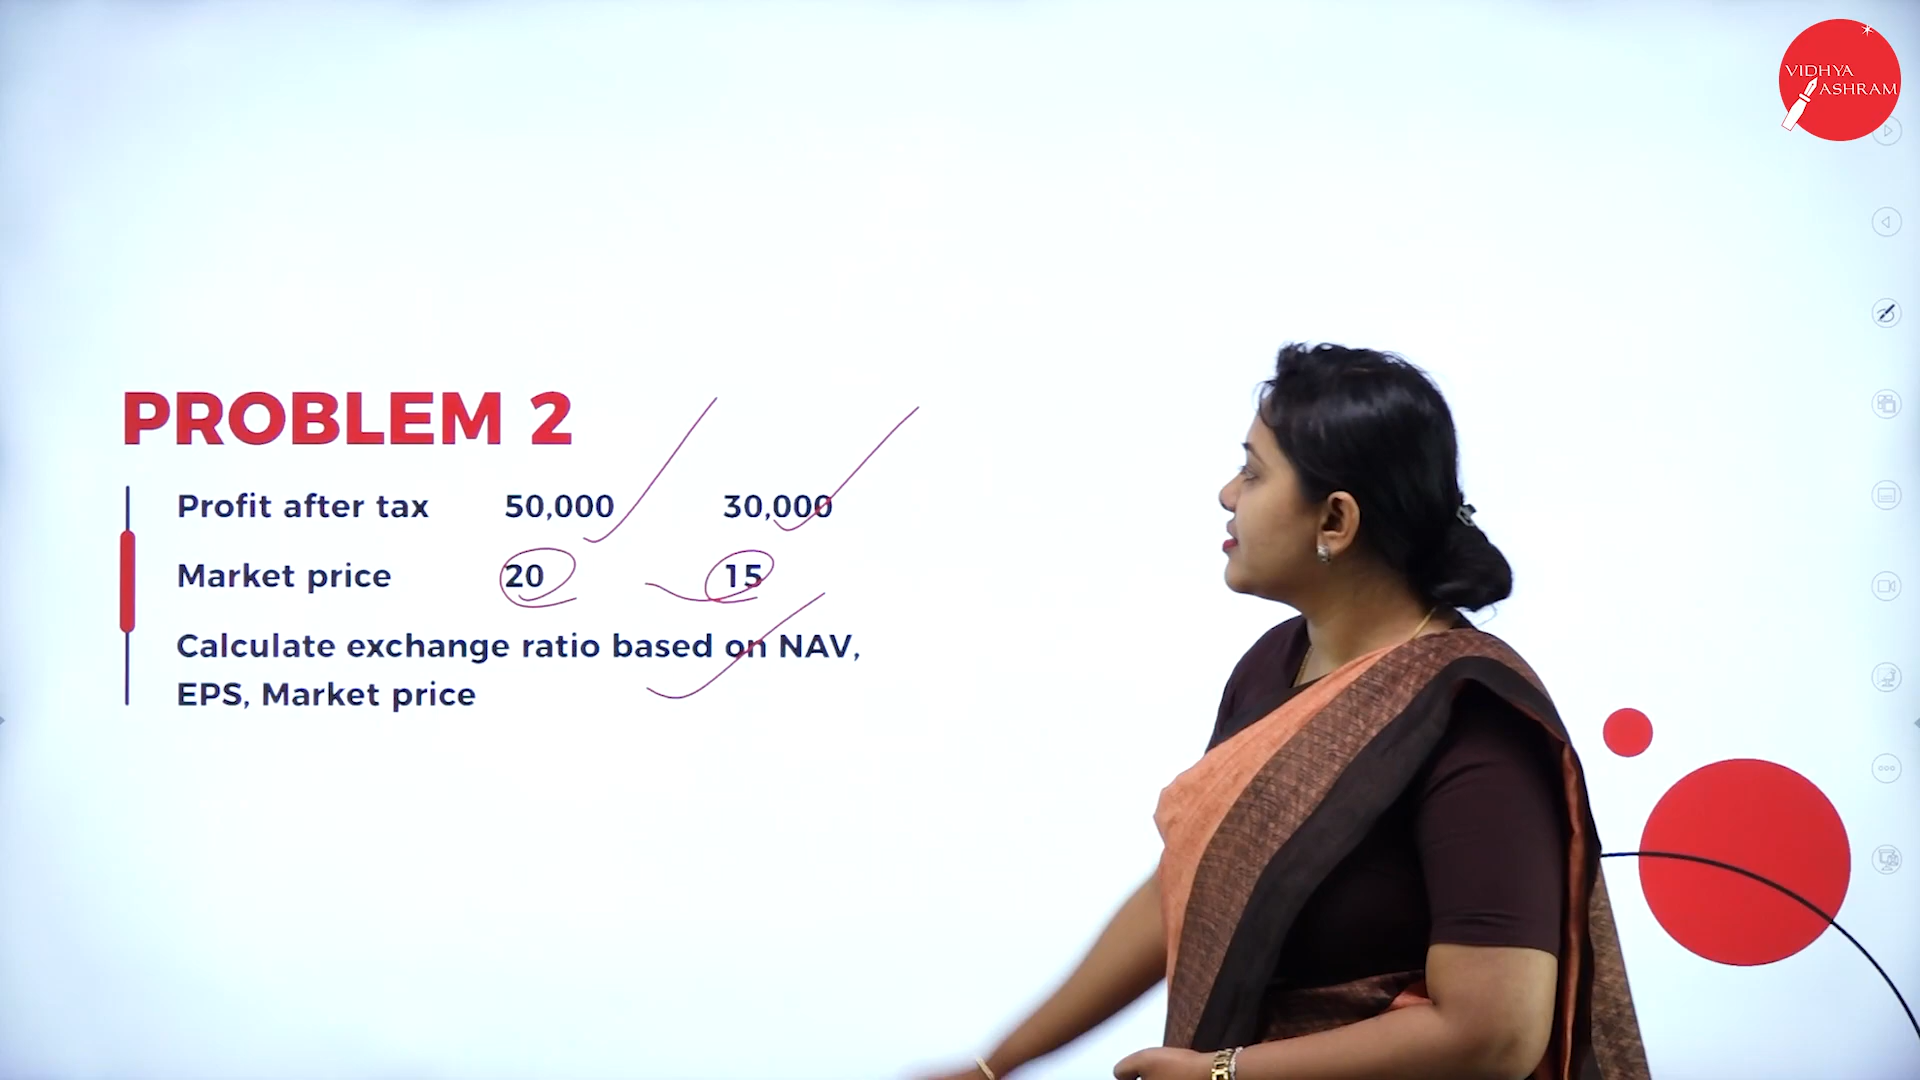 VIDHYA
ASHRAM
PROBLEM 2
Profit after tax 50,000 30,000
Market price 20 15
Calculate exchange ratio based on NAV,
EPS, Market price